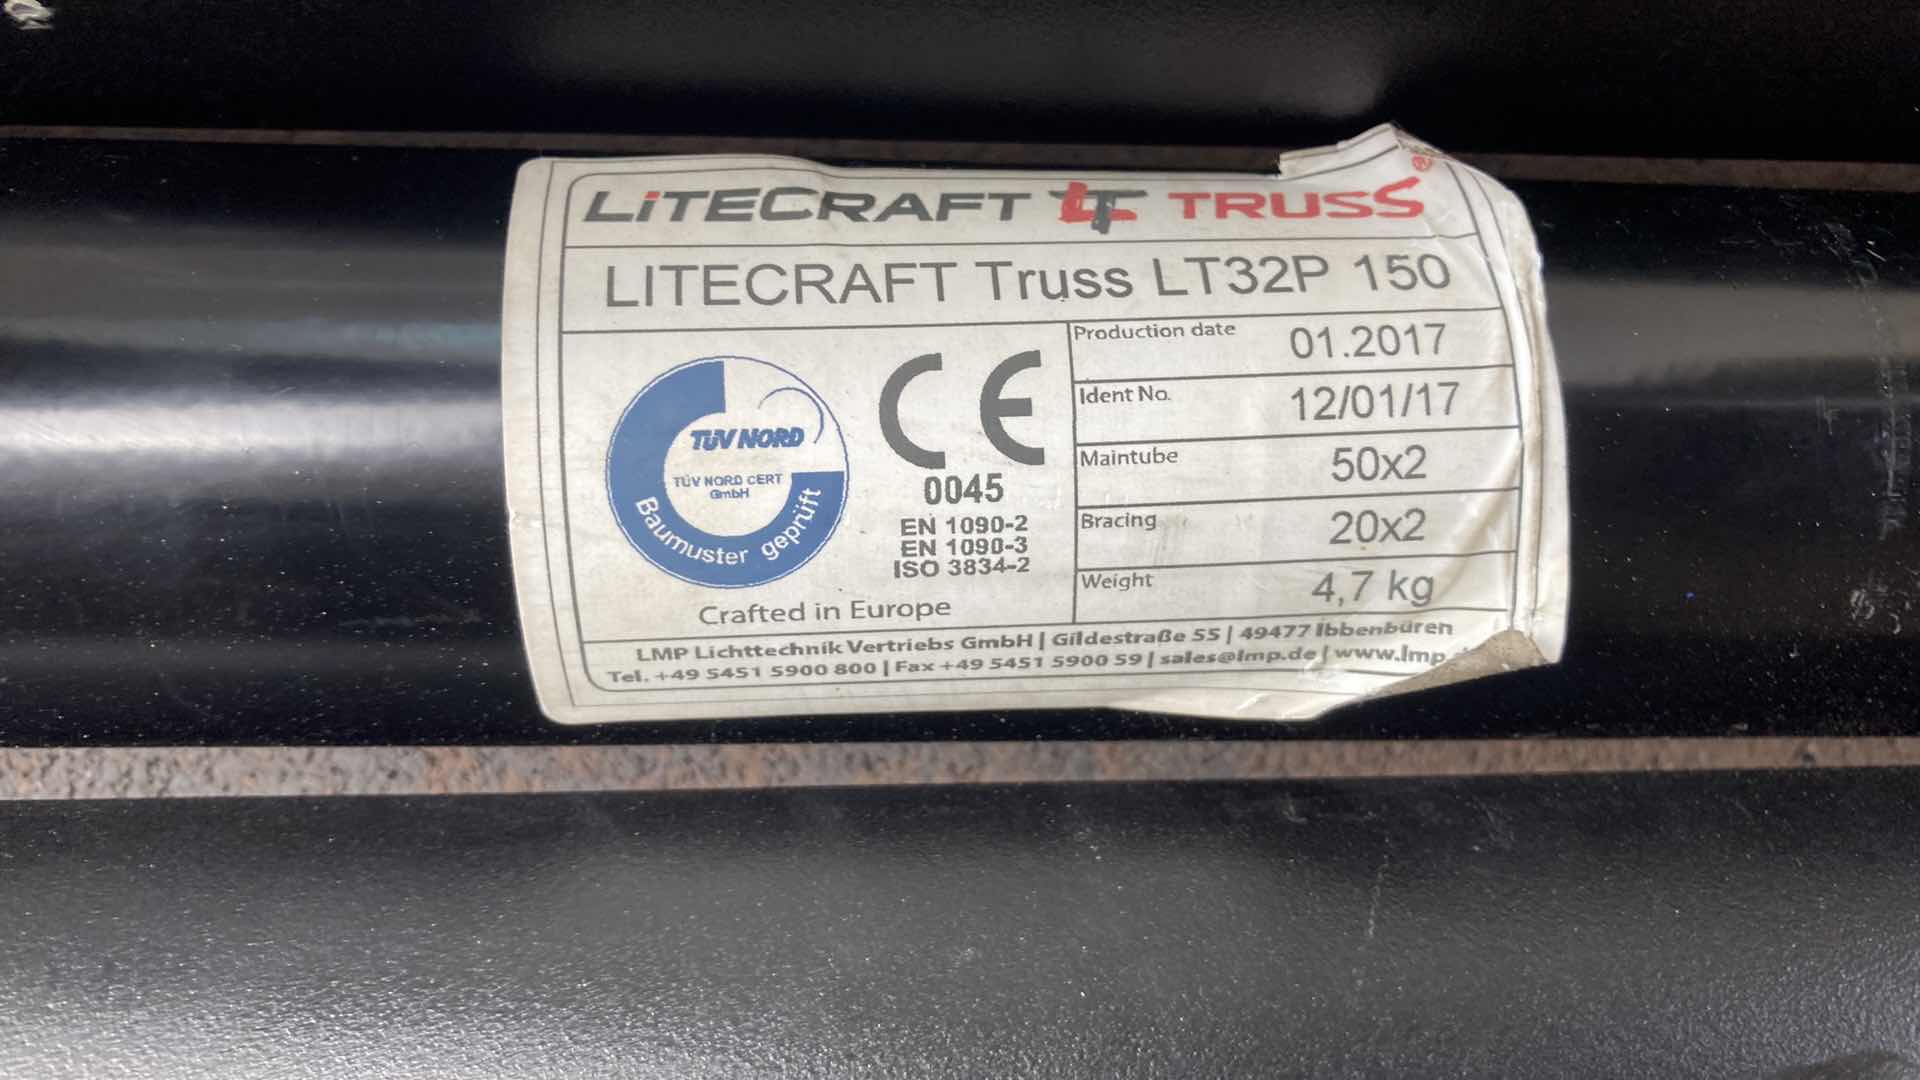 LiTECRAFT LT TRUSS ®
LITECRAFT Truss LT32P 150
Production date 01.2017
Ident No. 12/01/17
Maintube 50x2
Bracing 20x2
Weight 4,7 kg
TÜV NORD
TÜV NORD CERT
GmbH
Baumuster geprüft
CE
0045
EN 1090-2
EN 1090-3
ISO 3834-2
Crafted in Europe
LMP Lichttechnik Vertriebs GmbH | Gildestraße 55 | 49477 Ibbenbüren
Tel. +49 5451 5900 800 | Fax +49 5451 5900 59 | sales@lmp.de | www.lmp